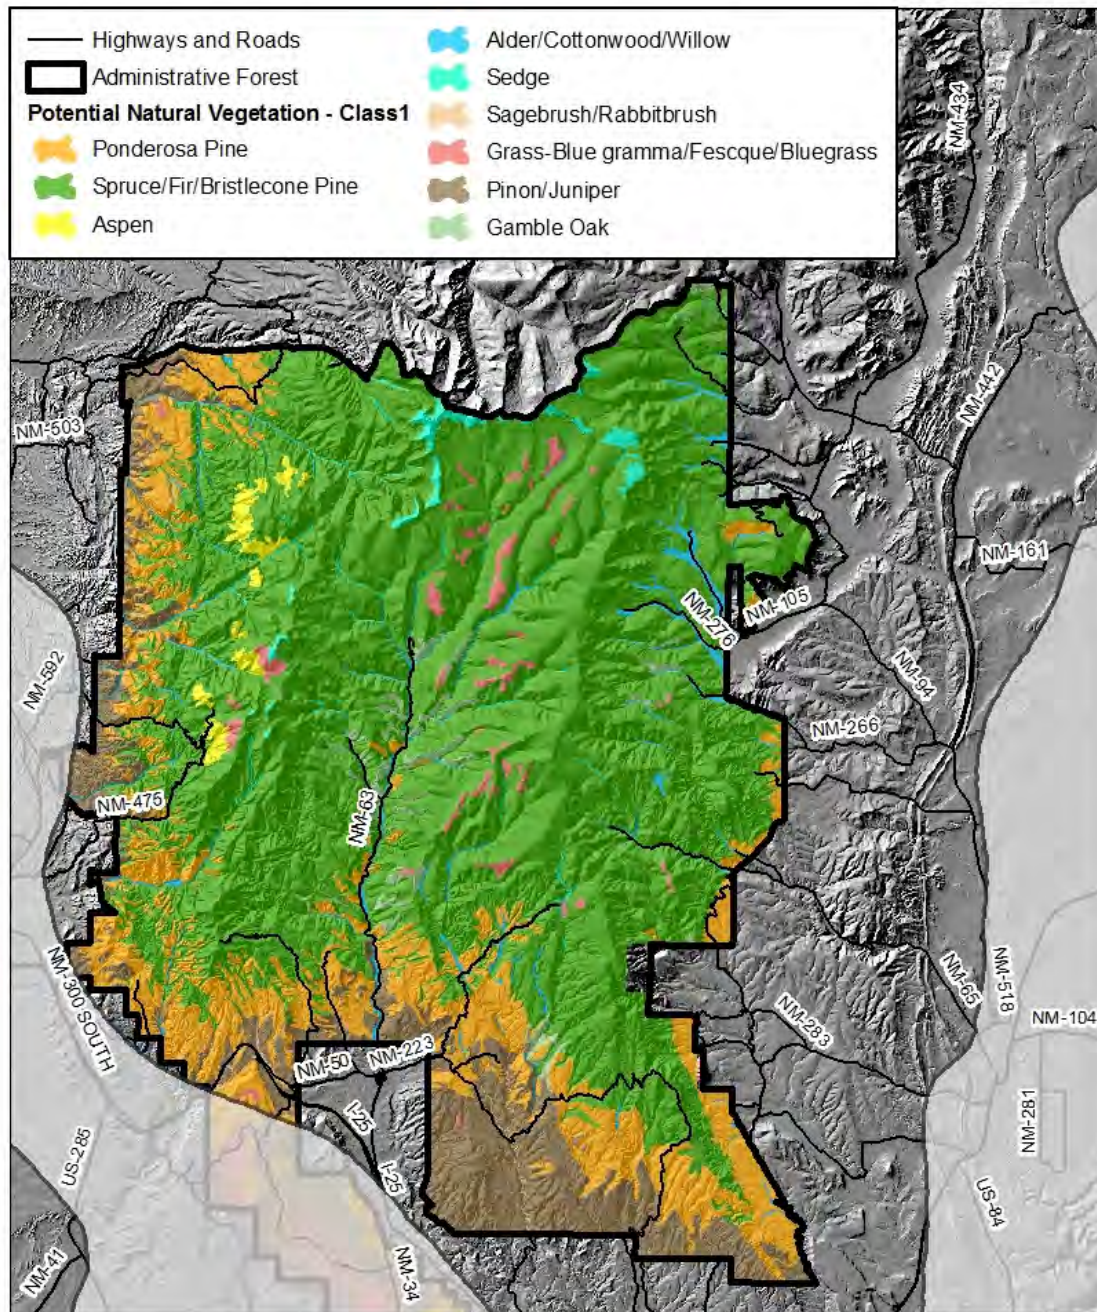 Highways and Roads
Administrative Forest
Potential Natural Vegetation - Class1
Ponderosa Pine
Spruce/Fir/Bristlecone Pine
Aspen
Alder/Cottonwood/Willow
Sedge
Sagebrush/Rabbitbrush
Grass-Blue gramma/Fescque/Bluegrass
Pinon/Juniper
Gamble Oak
NM-434
NM-442
NM-503
NM-161
NM-105
NM-276
NM-592
NM-94
NM-266
NM-475
NM-63
NM-300 SOUTH
NM-65
NM-518
NM-283
NM-104
NM-50
NM-223
I-25
NM-281
US-285
I-25
US-84
NM-41
NM-34